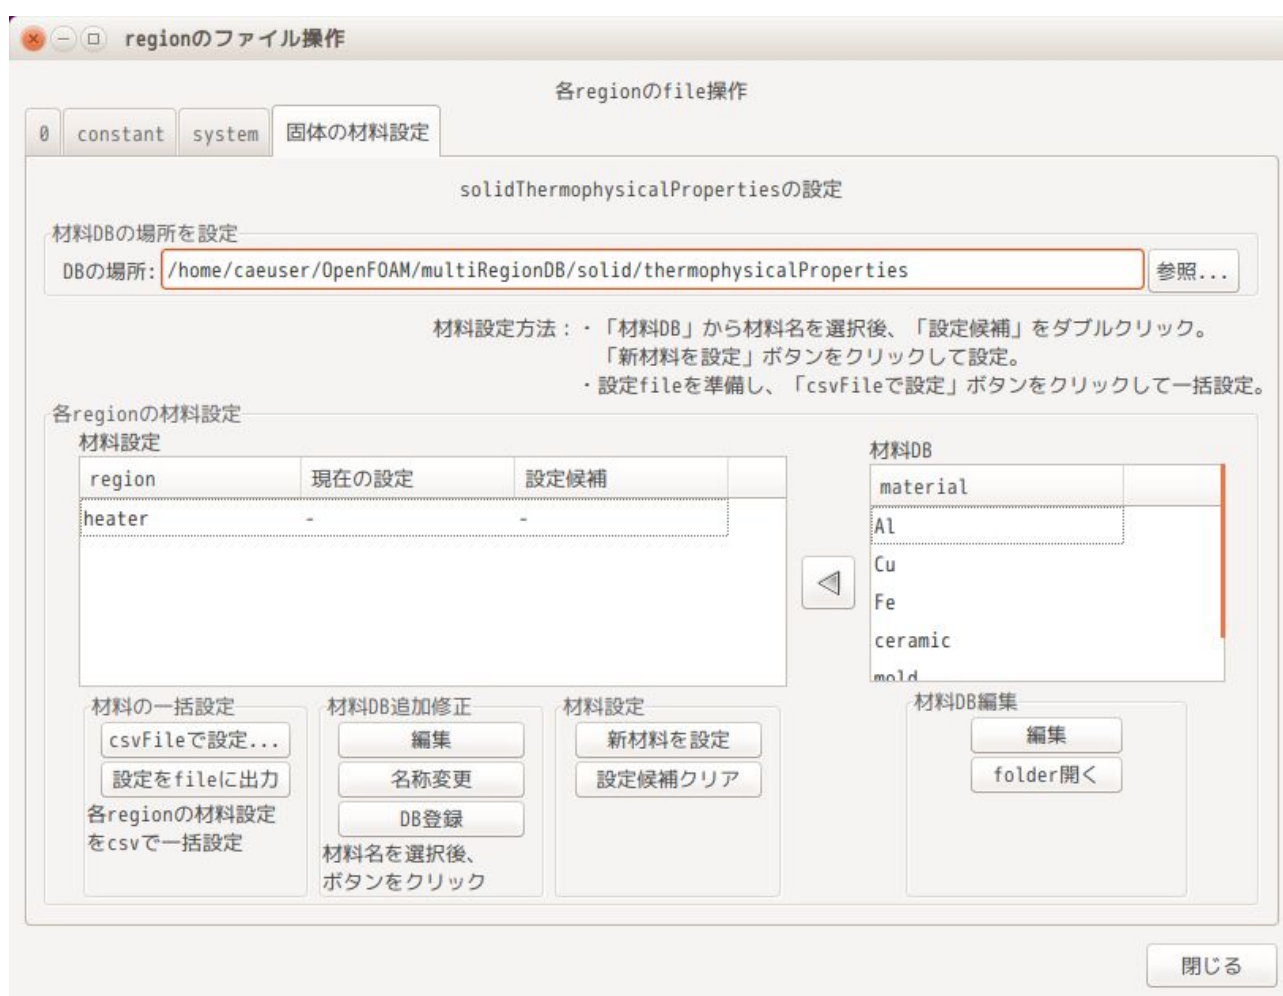 regionのファイル操作
各regionのfile操作
0 constant system 固体の材料設定
solidThermophysicalPropertiesの設定
材料DBの場所を設定
DBの場所: /home/caeuser/OpenFOAM/multiRegionDB/solid/thermophysicalProperties 参照...
材料設定方法：・「材料DB」から材料名を選択後、「設定候補」をダブルクリック。
「新材料を設定」ボタンをクリックして設定。
・設定fileを準備し、「csvFileで設定」ボタンをクリックして一括設定。
各regionの材料設定
材料設定
region 現在の設定 設定候補
heater - -
材料DB
material
Al
Cu
Fe
ceramic
mold
材料の一括設定
csvFileで設定...
設定をfileに出力
各regionの材料設定
をcsvで一括設定
材料DB追加修正
編集
名称変更
DB登録
材料名を選択後、
ボタンをクリック
材料設定
新材料を設定
設定候補クリア
材料DB編集
編集
folder開く
閉じる